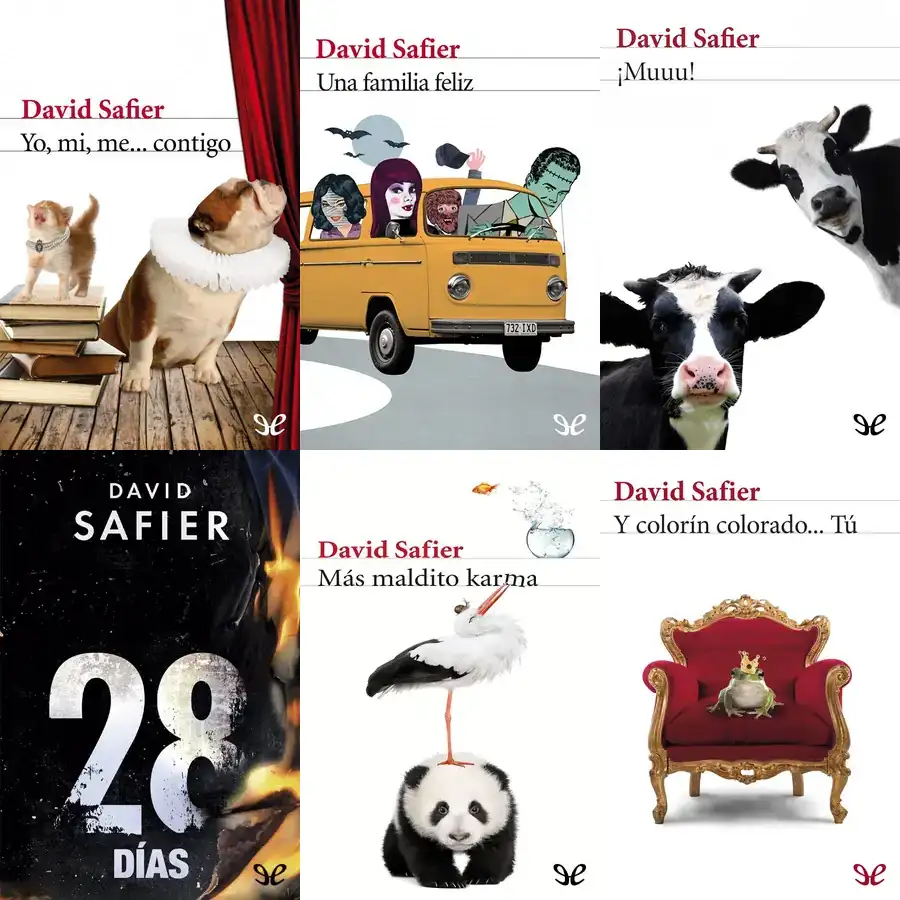 David Safier
Yo, mi, me... contigo
David Safier
Una familia feliz
732 IXD
David Safier
¡Muuu!
DAVID
SAFIER
28
DÍAS
David Safier
Más maldito karma
David Safier
Y colorín colorado... Tú